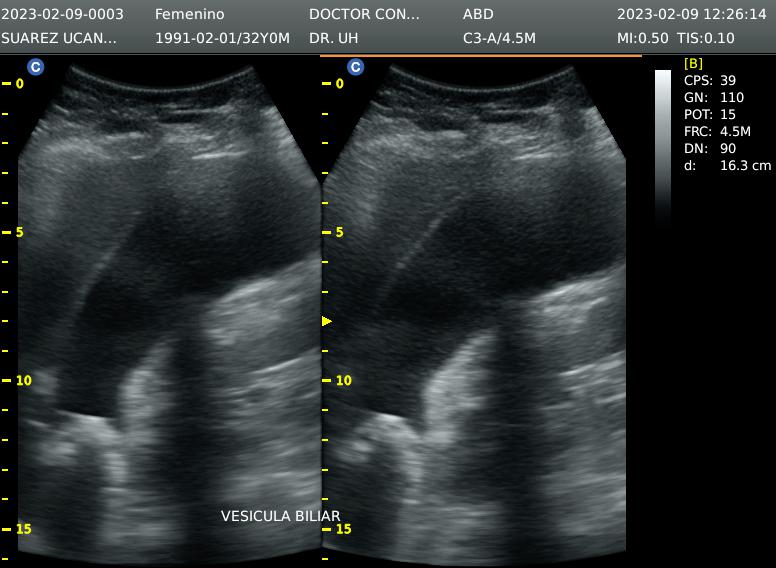 2023-02-09-0003 Femenino DOCTOR CON... ABD 2023-02-09 12:26:14
SUAREZ UCAN... 1991-02-01/32Y0M DR. UH C3-A/4.5M MI:0.50 TIS:0.10
C C [B]
0 0 CPS: 39
GN: 110
POT: 15
FRC: 4.5M
DN: 90
d: 16.3 cm
5 5
10 10
VESICULA BILIAR
15 15